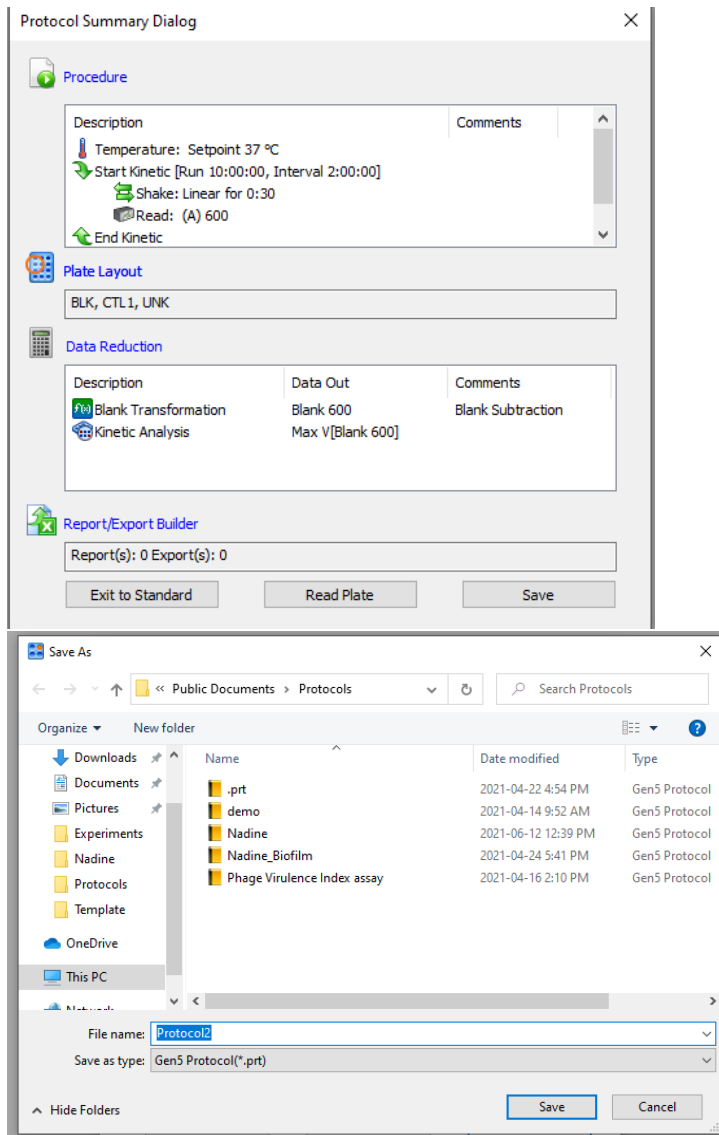 Protocol Summary Dialog
Procedure
Description Comments
Temperature: Setpoint 37 ºC
Start Kinetic [Run 10:00:00, Interval 2:00:00]
Shake: Linear for 0:30
Read: (A) 600
End Kinetic
Plate Layout
BLK, CTL1, UNK
Data Reduction
Description Data Out Comments
f(x) Blank Transformation Blank 600 Blank Subtraction
Kinetic Analysis Max V[Blank 600]
Report/Export Builder
Report(s): 0 Export(s): 0
Exit to Standard Read Plate Save
Save As
« Public Documents › Protocols Search Protocols
Organize New folder
Downloads Name Date modified Type
Documents .prt 2021-04-22 4:54 PM Gen5 Protocol
Pictures demo 2021-04-14 9:52 AM Gen5 Protocol
Experiments Nadine 2021-06-12 12:39 PM Gen5 Protocol
Nadine Nadine_Biofilm 2021-04-24 5:41 PM Gen5 Protocol
Protocols Phage Virulence Index assay 2021-04-16 2:10 PM Gen5 Protocol
Template
OneDrive
This PC
File name: Protocol2
Save as type: Gen5 Protocol(*.prt)
Hide Folders Save Cancel